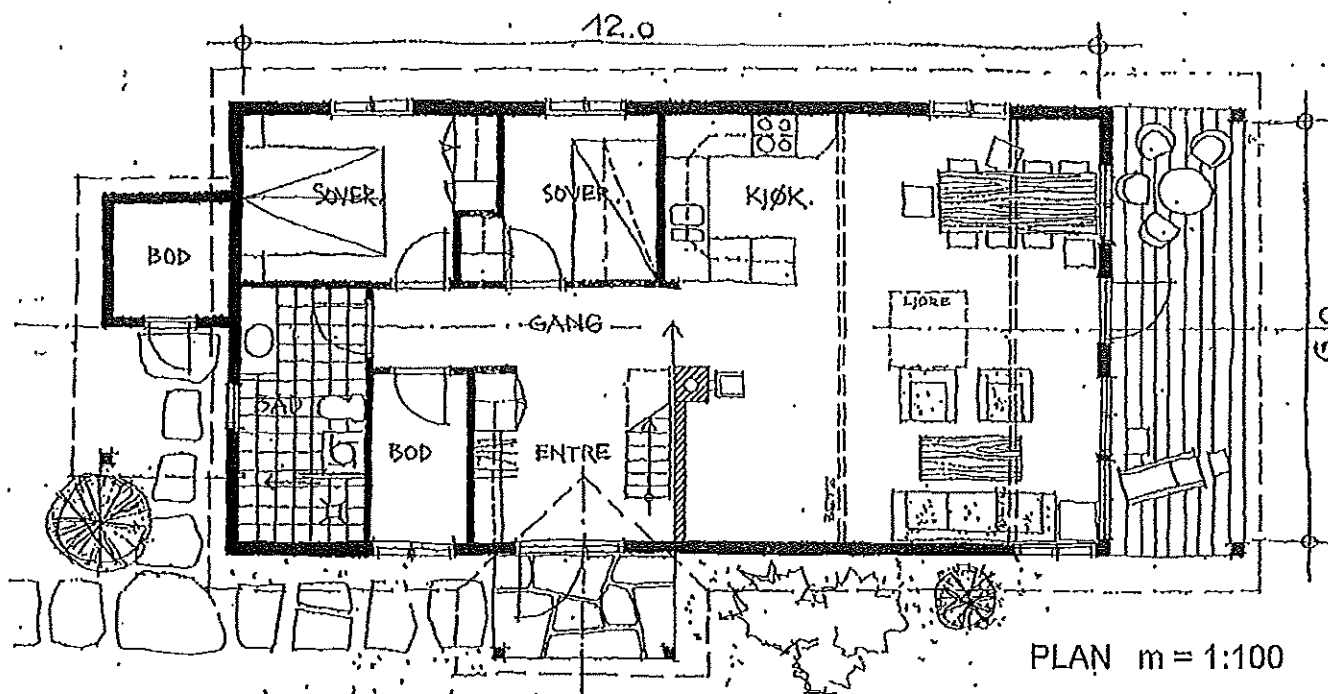 12.0
SOVER.
SOVER.
KJØK.
BOD
LJORE
GANG
BAD
BOD
ENTRE
PLAN m = 1:100